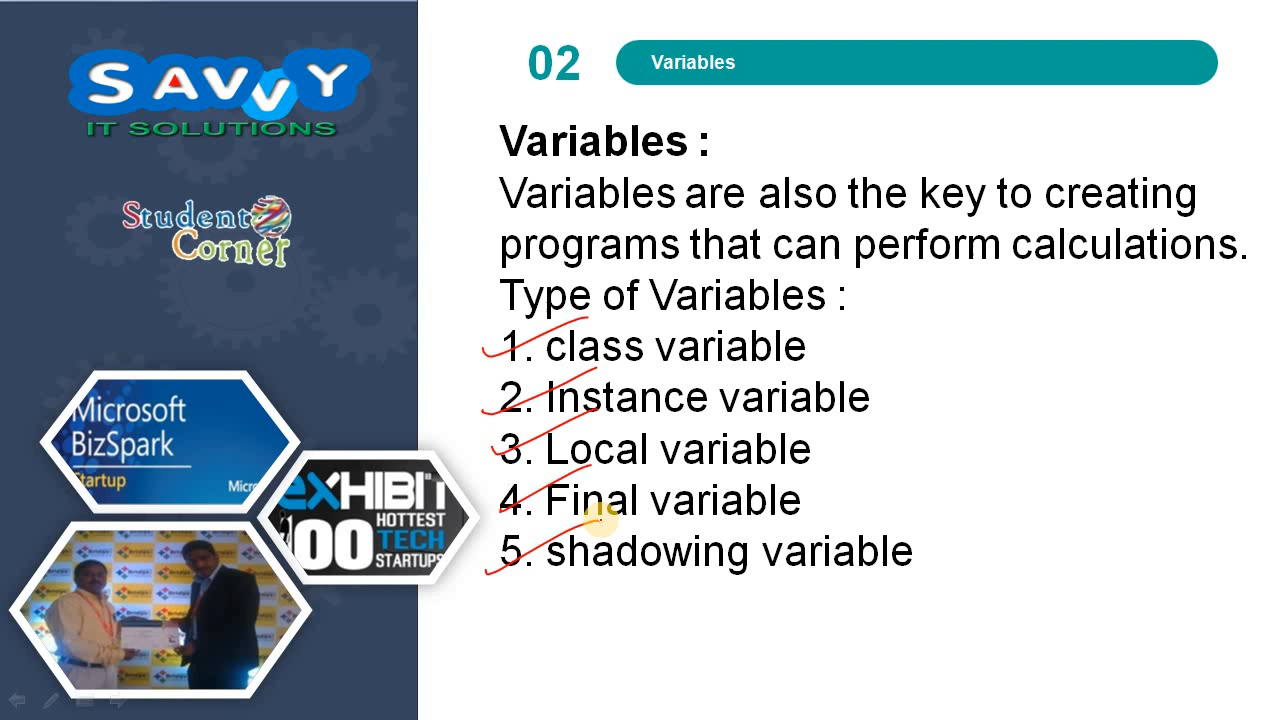 SAVVY
IT SOLUTIONS
Student
Corner
Microsoft
BizSpark
Startup
Micr
eXHIBIT
100
HOTTEST
TECH
STARTUPS
02
Variables
Variables :
Variables are also the key to creating
programs that can perform calculations.
Type of Variables :
1. class variable
2. Instance variable
3. Local variable
4. Final variable
5. shadowing variable